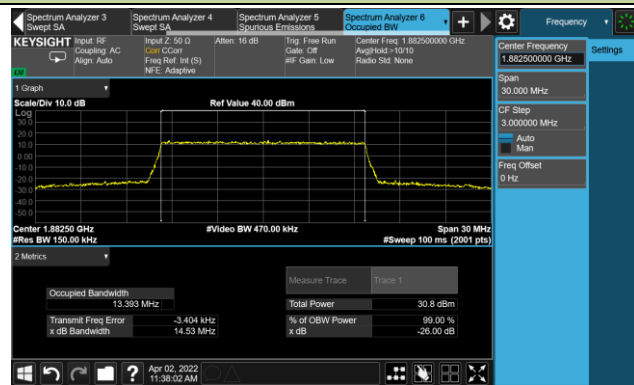 Spectrum Analyzer 3
Swept SA
Spectrum Analyzer 4
Swept SA
Spectrum Analyzer 5
Spurious Emissions
Spectrum Analyzer 6
Occupied BW
Frequency
KEYSIGHT
Input: RF
Coupling: AC
Align: Auto
Input Z: 50 Ω
Corr CCorr
Freq Ref: Int (S)
NFE: Adaptive
Atten: 16 dB
Trig: Free Run
Gate: Off
#IF Gain: Low
Center Freq: 1.882500000 GHz
Avg|Hold:>10/10
Radio Std: None
Center Frequency
1.882500000 GHz
Settings
Span
30.000 MHz
CF Step
3.000000 MHz
Auto
Man
Freq Offset
0 Hz
1 Graph
Scale/Div 10.0 dB
Ref Value 40.00 dBm
Log
30.0
20.0
10.0
0.00
-10.0
-20.0
-30.0
-40.0
-50.0
Center 1.88250 GHz
#Res BW 150.00 kHz
#Video BW 470.00 kHz
Span 30 MHz
#Sweep 100 ms (2001 pts)
2 Metrics
Measure Trace
Trace 1
Occupied Bandwidth
13.393 MHz
Total Power
30.8 dBm
Transmit Freq Error
-3.404 kHz
% of OBW Power
99.00 %
x dB Bandwidth
14.53 MHz
x dB
-26.00 dB
Apr 02, 2022
11:38:02 AM